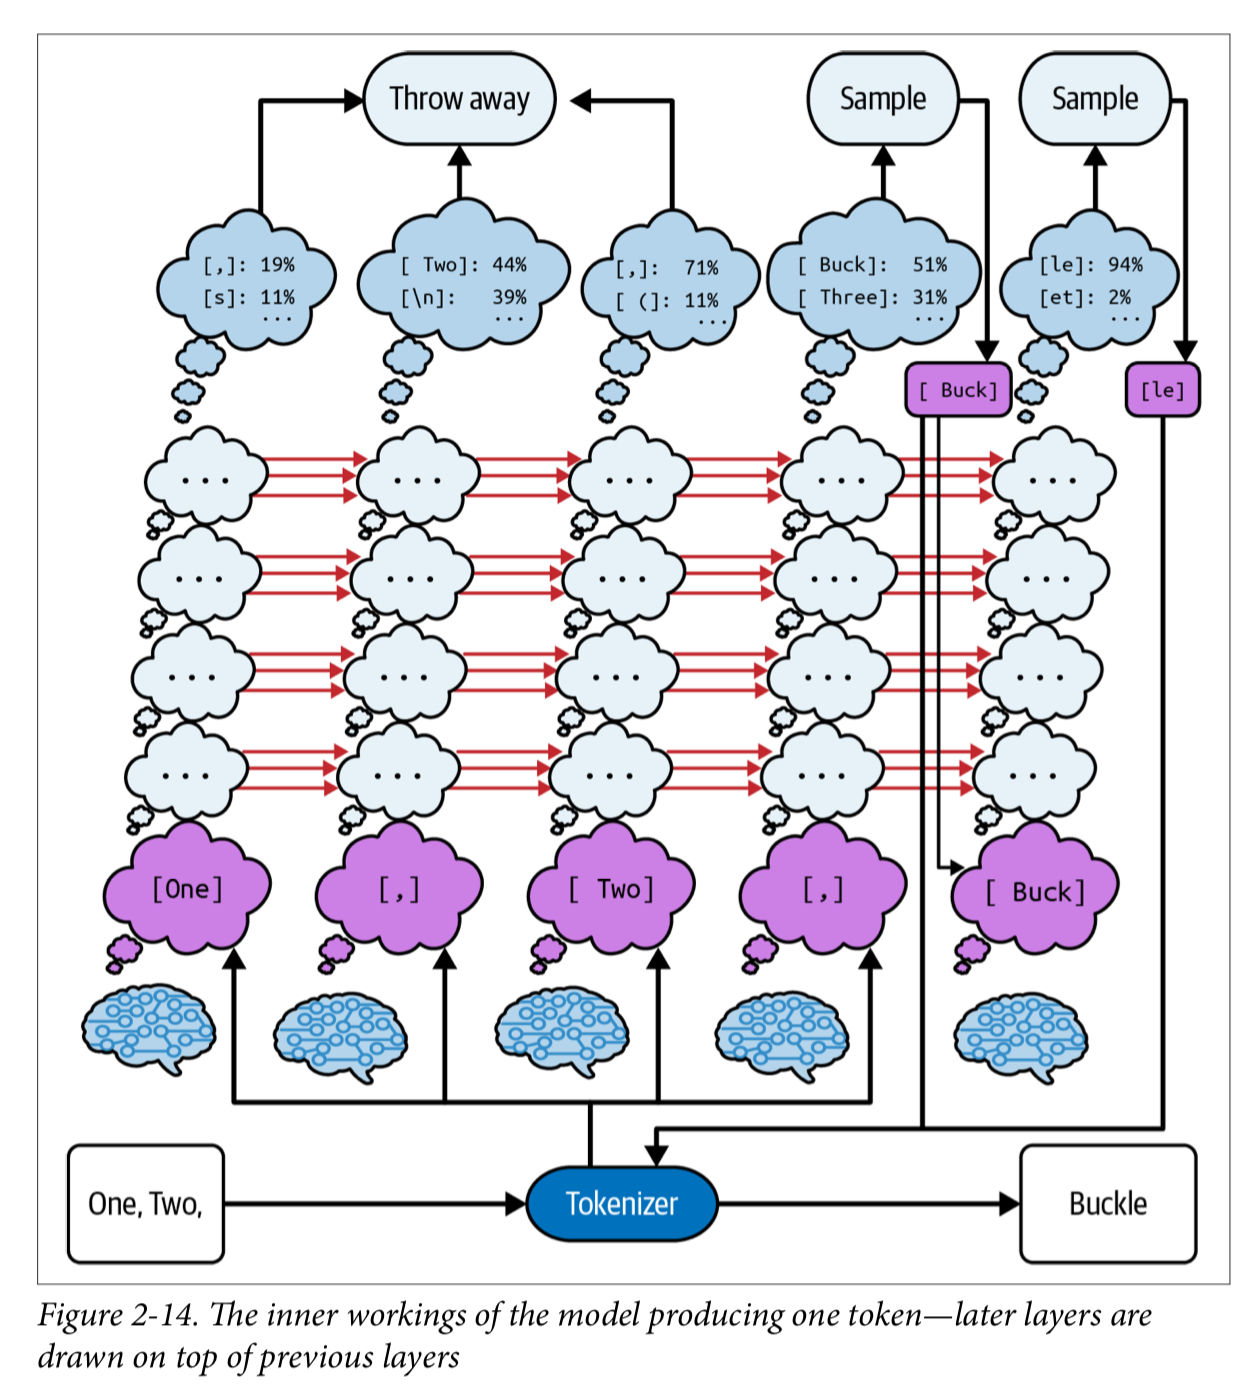 Throw away
Sample
Sample
[,]: 19%
[s]: 11%
...
[ Two]: 44%
[\n]: 39%
...
[,]: 71%
[ (]: 11%
...
[ Buck]: 51%
[ Three]: 31%
...
[le]: 94%
[et]: 2%
...
[ Buck]
[le]
... ... ... ... ...
... ... ... ... ...
... ... ... ... ...
... ... ... ... ...
[One]
[,]
[ Two]
[,]
[ Buck]
One, Two,
Tokenizer
Buckle
Figure 2-14. The inner workings of the model producing one token—later layers are
drawn on top of previous layers